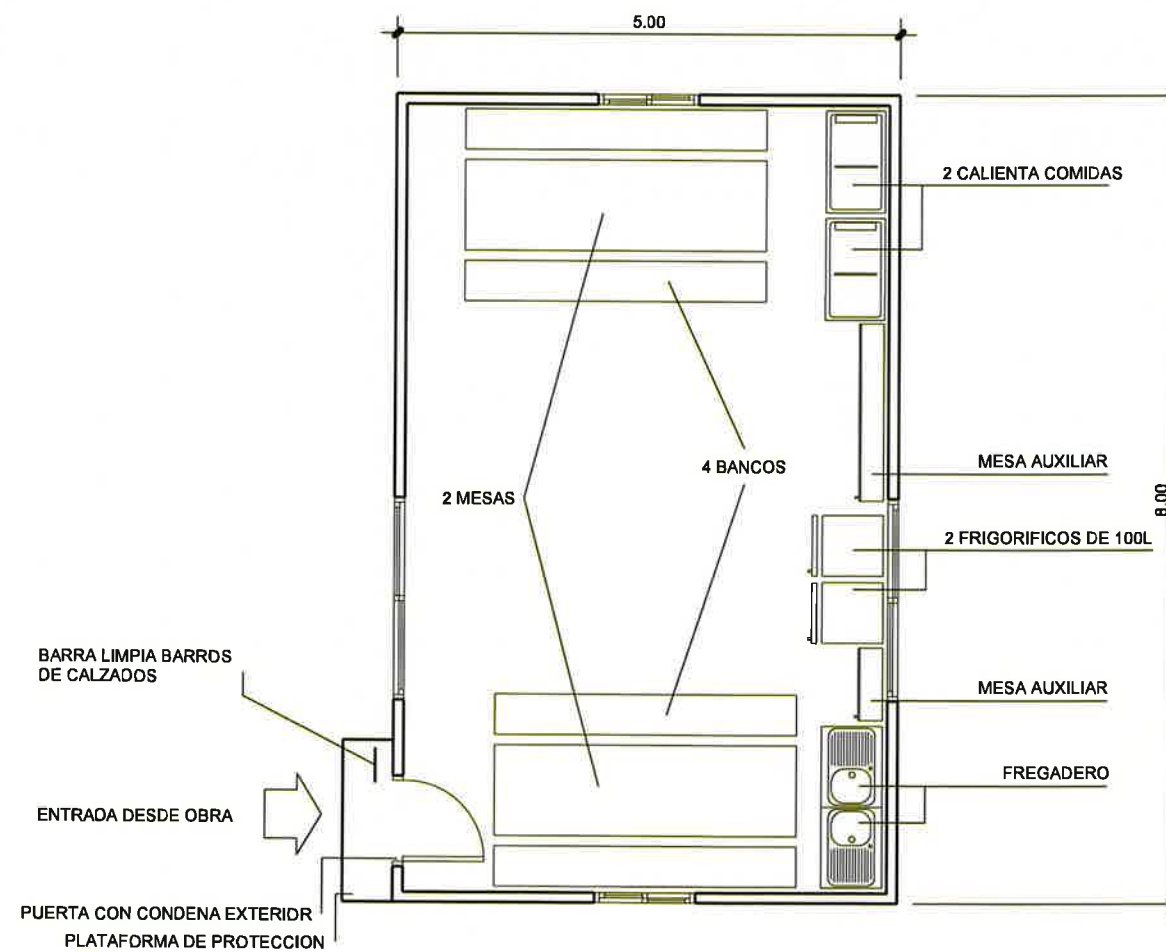 5.00
2 CALIENTA COMIDAS
4 BANCOS
MESA AUXILIAR
2 MESAS
8.00
2 FRIGORIFICOS DE 100L
BARRA LIMPIA BARROS
DE CALZADOS
MESA AUXILIAR
FREGADERO
ENTRADA DESDE OBRA
PUERTA CON CONDENA EXTERIOR
PLATAFORMA DE PROTECCION